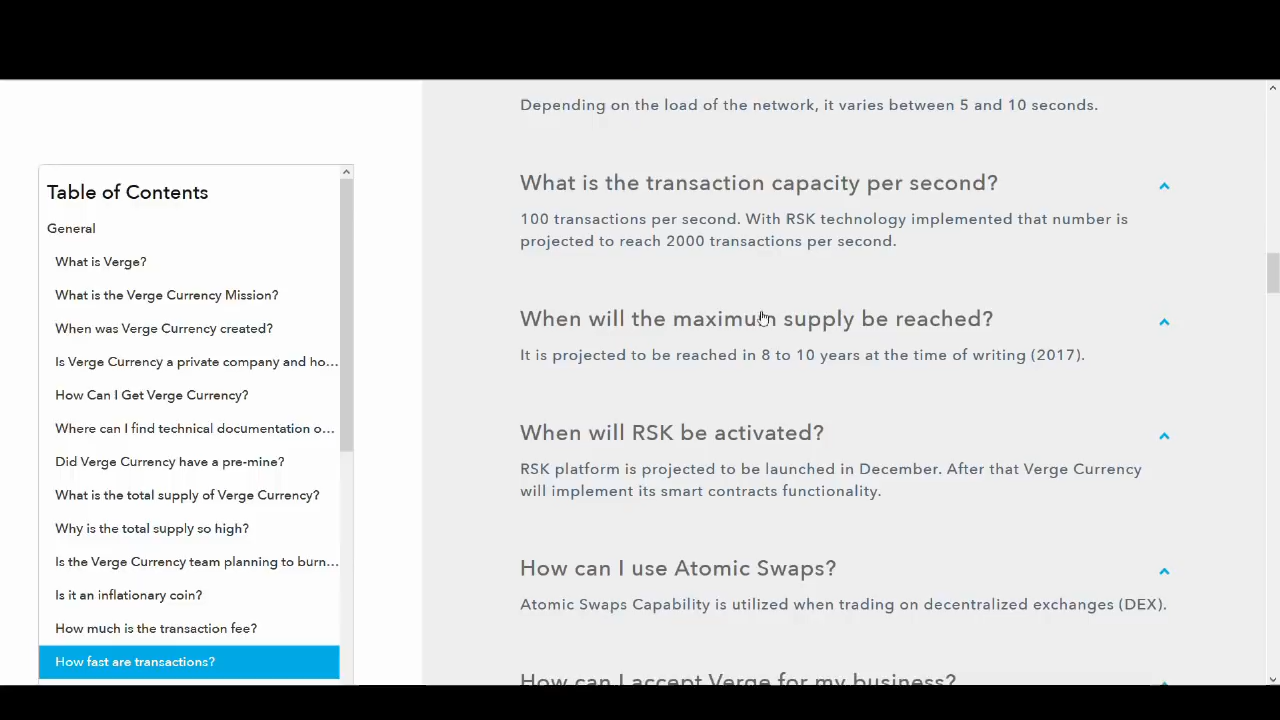 Table of Contents
General
What is Verge?
What is the Verge Currency Mission?
When was Verge Currency created?
Is Verge Currency a private company and ho...
How Can I Get Verge Currency?
Where can I find technical documentation o...
Did Verge Currency have a pre-mine?
What is the total supply of Verge Currency?
Why is the total supply so high?
Is the Verge Currency team planning to burn...
Is it an inflationary coin?
How much is the transaction fee?
How fast are transactions?
Depending on the load of the network, it varies between 5 and 10 seconds.
What is the transaction capacity per second?
100 transactions per second. With RSK technology implemented that number is
projected to reach 2000 transactions per second.
When will the maximum supply be reached?
It is projected to be reached in 8 to 10 years at the time of writing (2017).
When will RSK be activated?
RSK platform is projected to be launched in December. After that Verge Currency
will implement its smart contracts functionality.
How can I use Atomic Swaps?
Atomic Swaps Capability is utilized when trading on decentralized exchanges (DEX).
How can I accept Verge for my business?